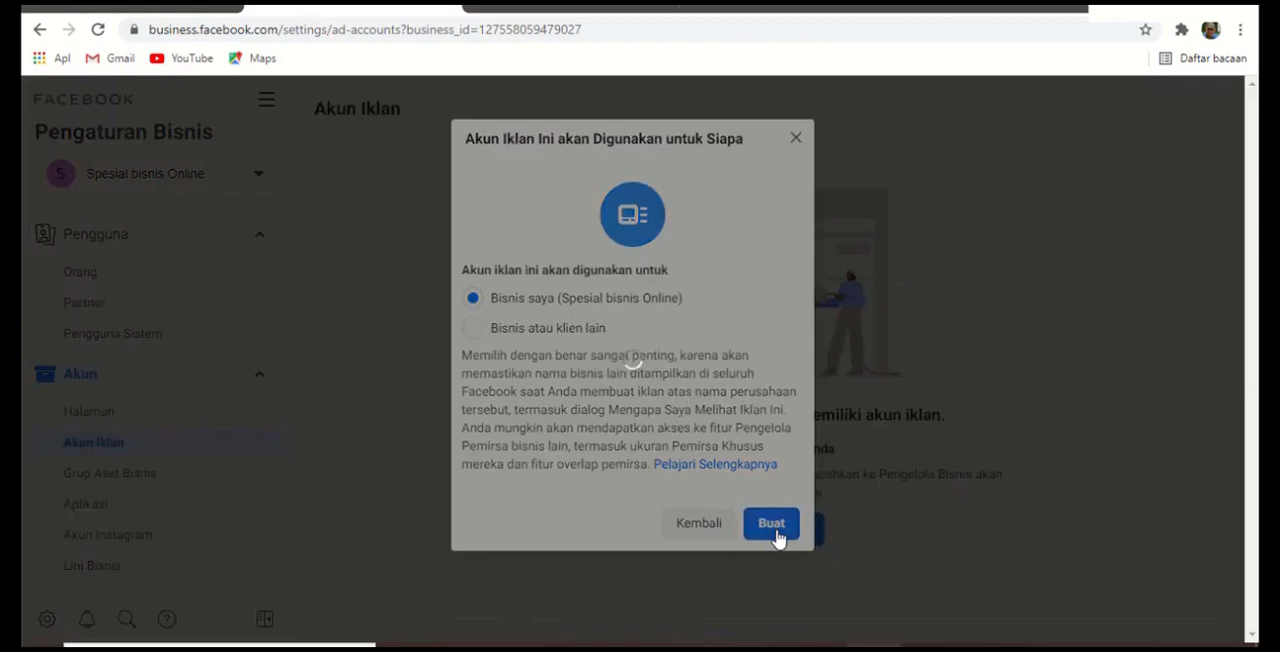 business.facebook.com/settings/ad-accounts?business_id=127558059479027
Apl Gmail YouTube Maps Daftar bacaan
FACEBOOK
Pengaturan Bisnis
S Spesial bisnis Online
Pengguna
Orang
Partner
Pengguna Sistem
Akun
Halaman
Akun Iklan
Grup Aset Bisnis
Aplikasi
Akun Instagram
Lini Bisnis
Akun Iklan
Akun Iklan Ini akan Digunakan untuk Siapa
Akun iklan ini akan digunakan untuk
Bisnis saya (Spesial bisnis Online)
Bisnis atau klien lain
Memilih dengan benar sangat penting, karena akan
memastikan nama bisnis lain ditampilkan di seluruh
Facebook saat Anda membuat iklan atas nama perusahaan
tersebut, termasuk dialog Mengapa Saya Melihat Iklan Ini.
Anda mungkin akan mendapatkan akses ke fitur Pengelola
Pemirsa bisnis lain, termasuk ukuran Pemirsa Khusus
mereka dan fitur overlap pemirsa. Pelajari Selengkapnya
Kembali Buat
emiliki akun iklan.
nda
ke Pengelola Bisnis akan